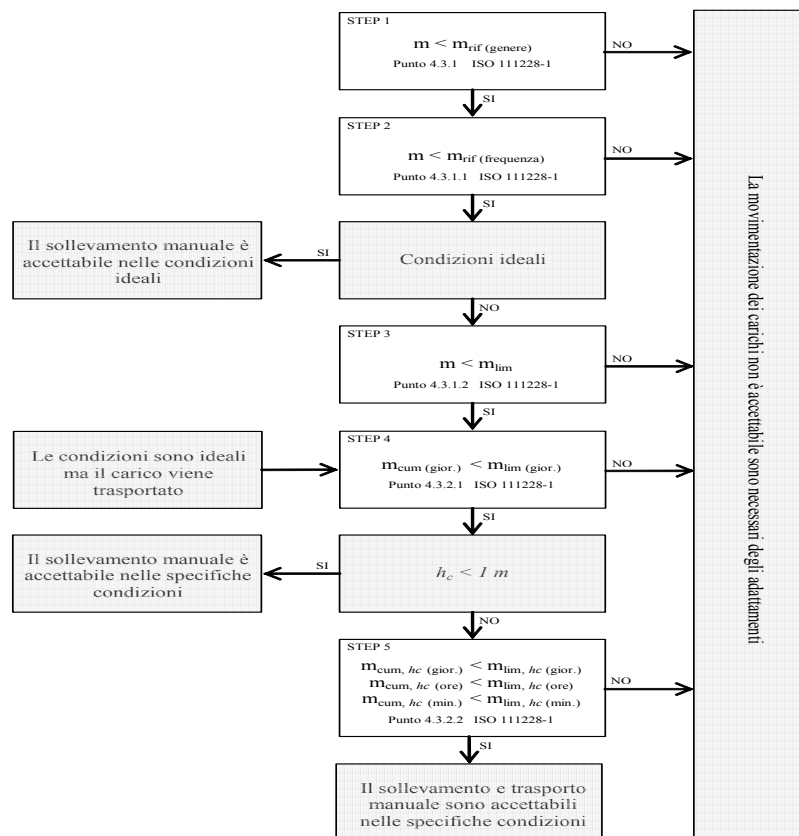 STEP 1
m < mrif (genere)
Punto 4.3.1 ISO 111228-1
NO
SI
STEP 2
m < mrif (frequenza)
Punto 4.3.1.1 ISO 111228-1
NO
SI
Il sollevamento manuale è
accettabile nelle condizioni
ideali
SI
Condizioni ideali
NO
STEP 3
m < mlim
Punto 4.3.1.2 ISO 111228-1
NO
SI
Le condizioni sono ideali
ma il carico viene
trasportato
STEP 4
mcum (gior.) < mlim (gior.)
Punto 4.3.2.1 ISO 111228-1
NO
SI
Il sollevamento manuale è
accettabile nelle specifiche
condizioni
SI
hc < 1 m
NO
STEP 5
mcum, hc (gior.) < mlim, hc (gior.)
mcum, hc (ore) < mlim, hc (ore)
mcum, hc (min.) < mlim, hc (min.)
Punto 4.3.2.2 ISO 111228-1
NO
SI
Il sollevamento e trasporto
manuale sono accettabili
nelle specifiche condizioni
La movimentazione dei carichi non è accettabile sono necessari degli adattamenti